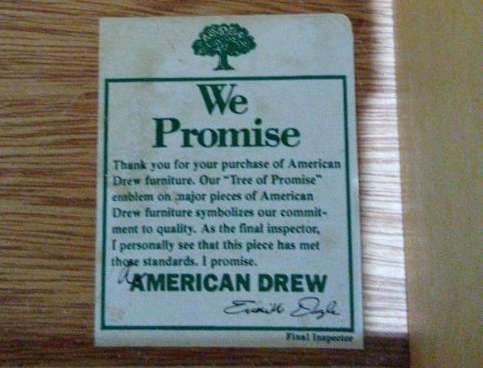 We
Promise
Thank you for your purchase of American
Drew furniture. Our "Tree of Promise"
emblem on major pieces of American
Drew furniture symbolizes our commit-
ment to quality. As the final inspector,
I personally see that this piece has met
those standards. I promise.
AMERICAN DREW
Final Inspector